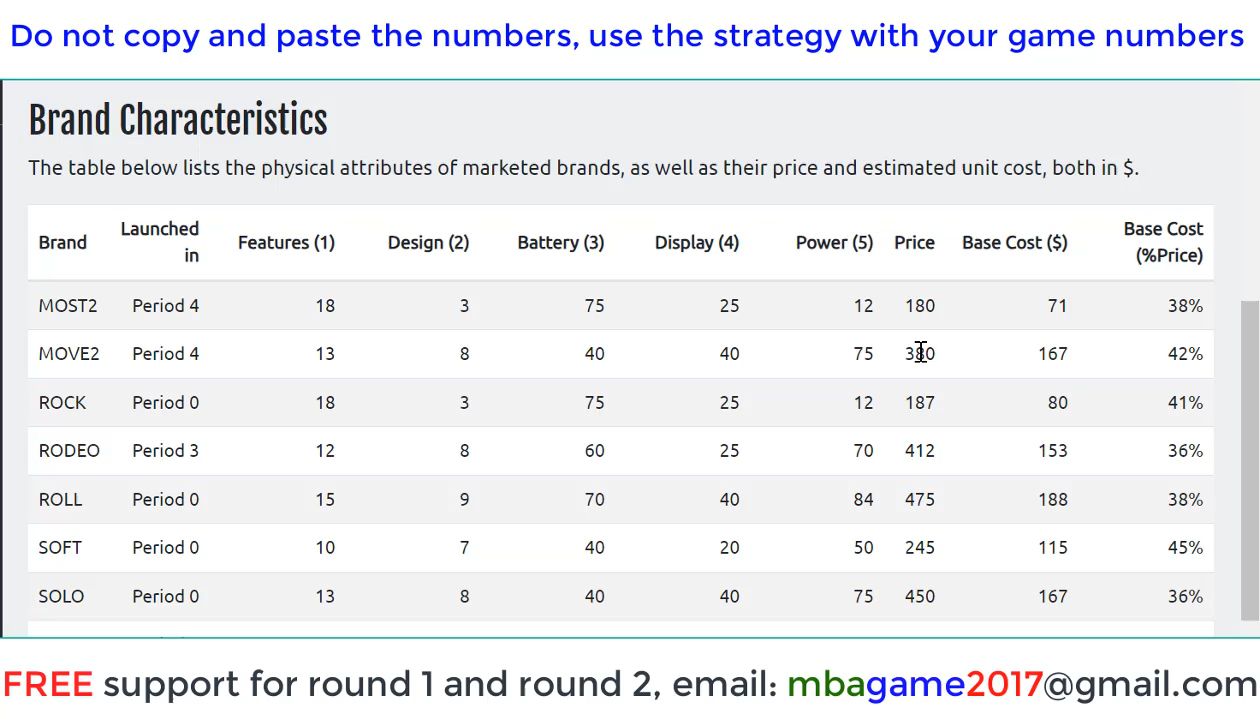 Do not copy and paste the numbers, use the strategy with your game numbers
Brand Characteristics
The table below lists the physical attributes of marketed brands, as well as their price and estimated unit cost, both in $.
Brand Launched in Features (1) Design (2) Battery (3) Display (4) Power (5) Price Base Cost ($) Base Cost (%Price)
MOST2 Period 4 18 3 75 25 12 180 71 38%
MOVE2 Period 4 13 8 40 40 75 380 167 42%
ROCK Period 0 18 3 75 25 12 187 80 41%
RODEO Period 3 12 8 60 25 70 412 153 36%
ROLL Period 0 15 9 70 40 84 475 188 38%
SOFT Period 0 10 7 40 20 50 245 115 45%
SOLO Period 0 13 8 40 40 75 450 167 36%
FREE support for round 1 and round 2, email: mbagame2017@gmail.com